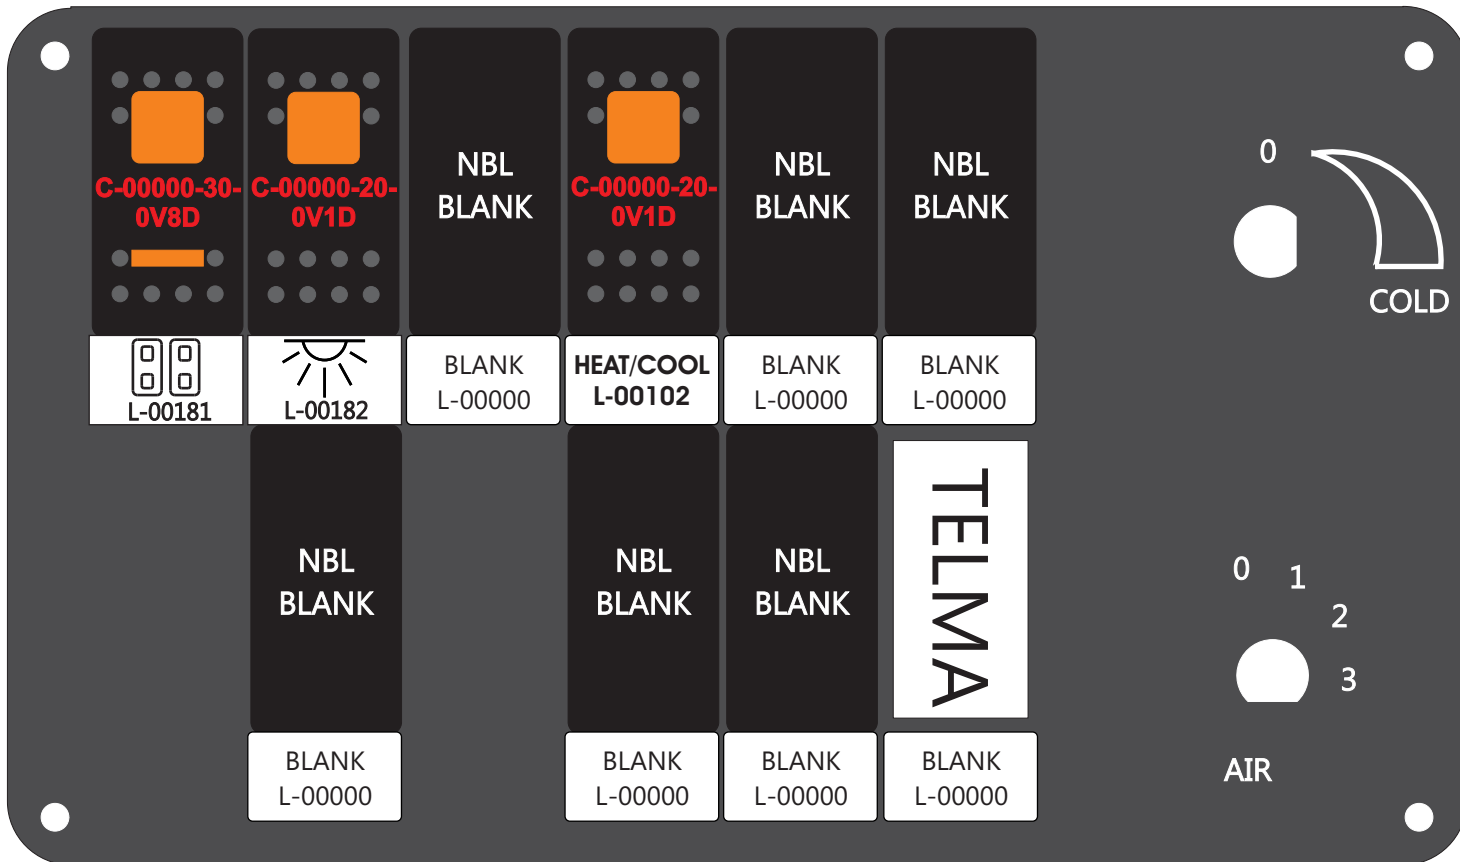 C-00000-30-
0V8D
C-00000-20-
0V1D
NBL
BLANK
C-00000-20-
0V1D
NBL
BLANK
NBL
BLANK
0
COLD
L-00181
L-00182
BLANK
L-00000
HEAT/COOL
L-00102
BLANK
L-00000
BLANK
L-00000
NBL
BLANK
NBL
BLANK
NBL
BLANK
TELMA
0
1
2
3
AIR
BLANK
L-00000
BLANK
L-00000
BLANK
L-00000
BLANK
L-00000